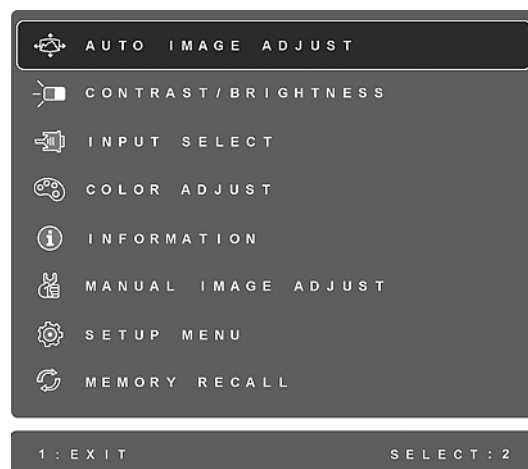 AUTO IMAGE ADJUST
CONTRAST/BRIGHTNESS
INPUT SELECT
COLOR ADJUST
INFORMATION
MANUAL IMAGE ADJUST
SETUP MENU
MEMORY RECALL
1:EXIT SELECT:2